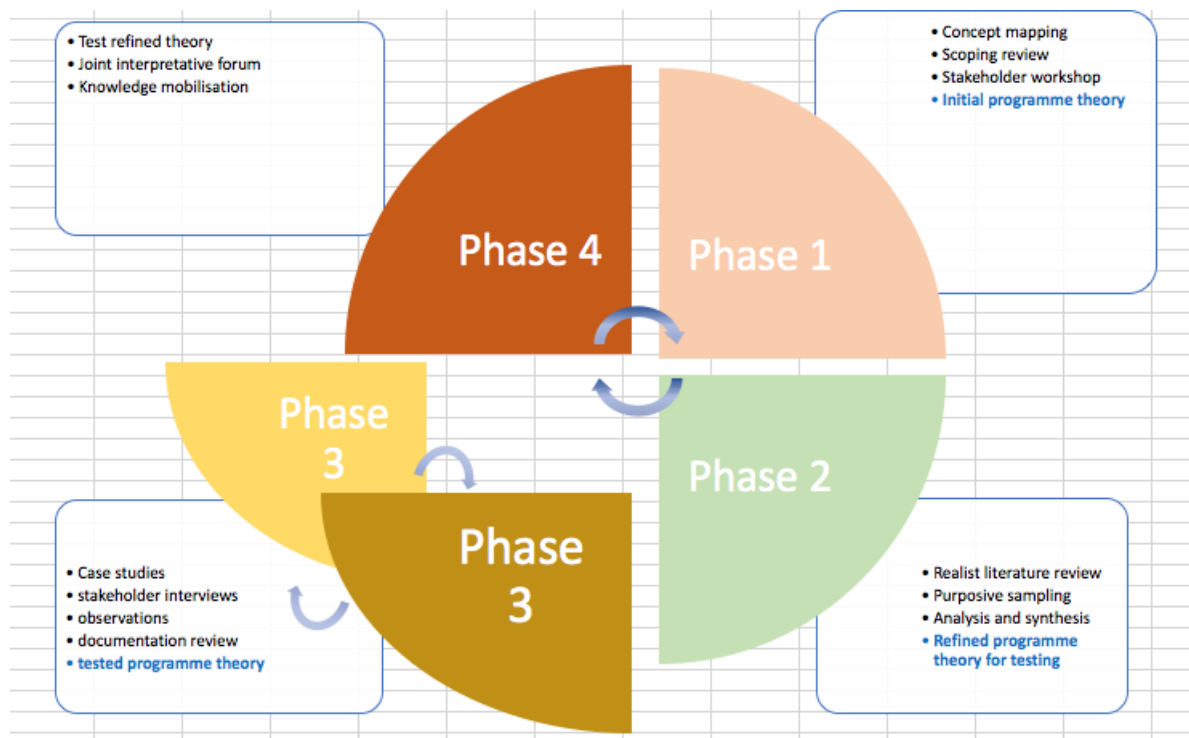 • Test refined theory
• Joint interpretative forum
• Knowledge mobilisation
• Concept mapping
• Scoping review
• Stakeholder workshop
• Initial programme theory
Phase 4
Phase 1
Phase
3
Phase 2
Phase
3
• Case studies
• stakeholder interviews
• observations
• documentation review
• tested programme theory
• Realist literature review
• Purposive sampling
• Analysis and synthesis
• Refined programme
theory for testing